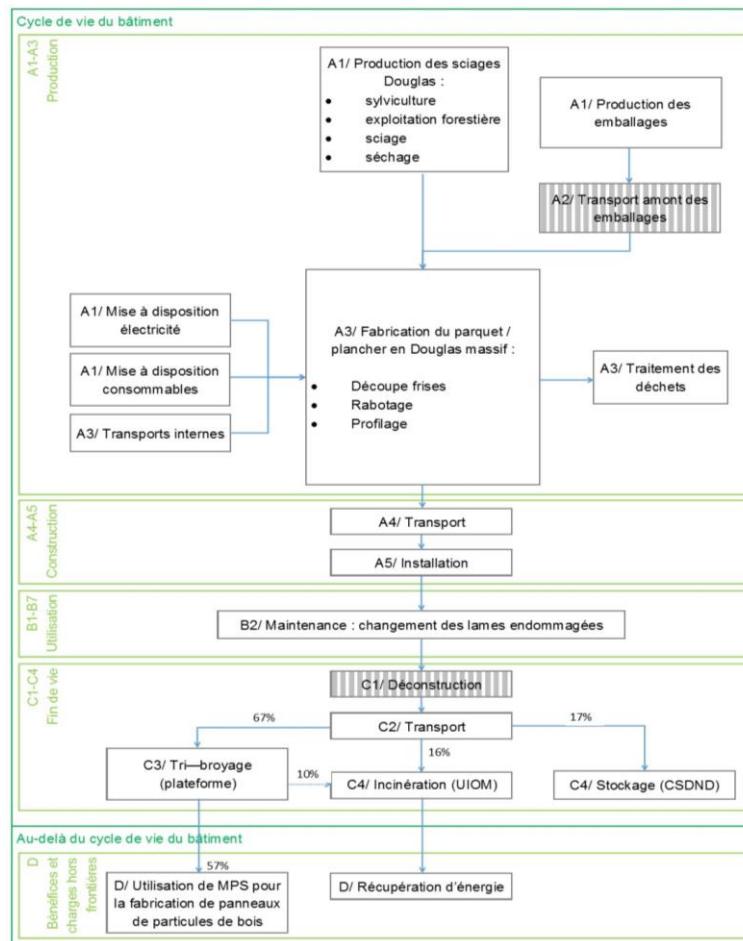 Cycle de vie du bâtiment
A1-A3
Production
A1/ Production des sciages
Douglas :
• sylviculture
• exploitation forestière
• sciage
• séchage
A1/ Production des
emballages
A2/ Transport amont des
emballages
A1/ Mise à disposition
électricité
A1/ Mise à disposition
consommables
A3/ Transports internes
A3/ Fabrication du parquet /
plancher en Douglas massif :
• Découpe frises
• Rabotage
• Profilage
A3/ Traitement des
déchets
A4-A5
Construction
A4/ Transport
A5/ Installation
B1-B7
Utilisation
B2/ Maintenance : changement des lames endommagées
C1-C4
Fin de vie
C1/ Déconstruction
C2/ Transport
67%
16%
17%
C3/ Tri—broyage
(plateforme)
10%
C4/ Incinération (UIOM)
C4/ Stockage (CSDND)
Au-delà du cycle de vie du bâtiment
D
Bénéfices et
charges hors
frontières
57%
D/ Utilisation de MPS pour
la fabrication de panneaux
de particules de bois
D/ Récupération d'énergie